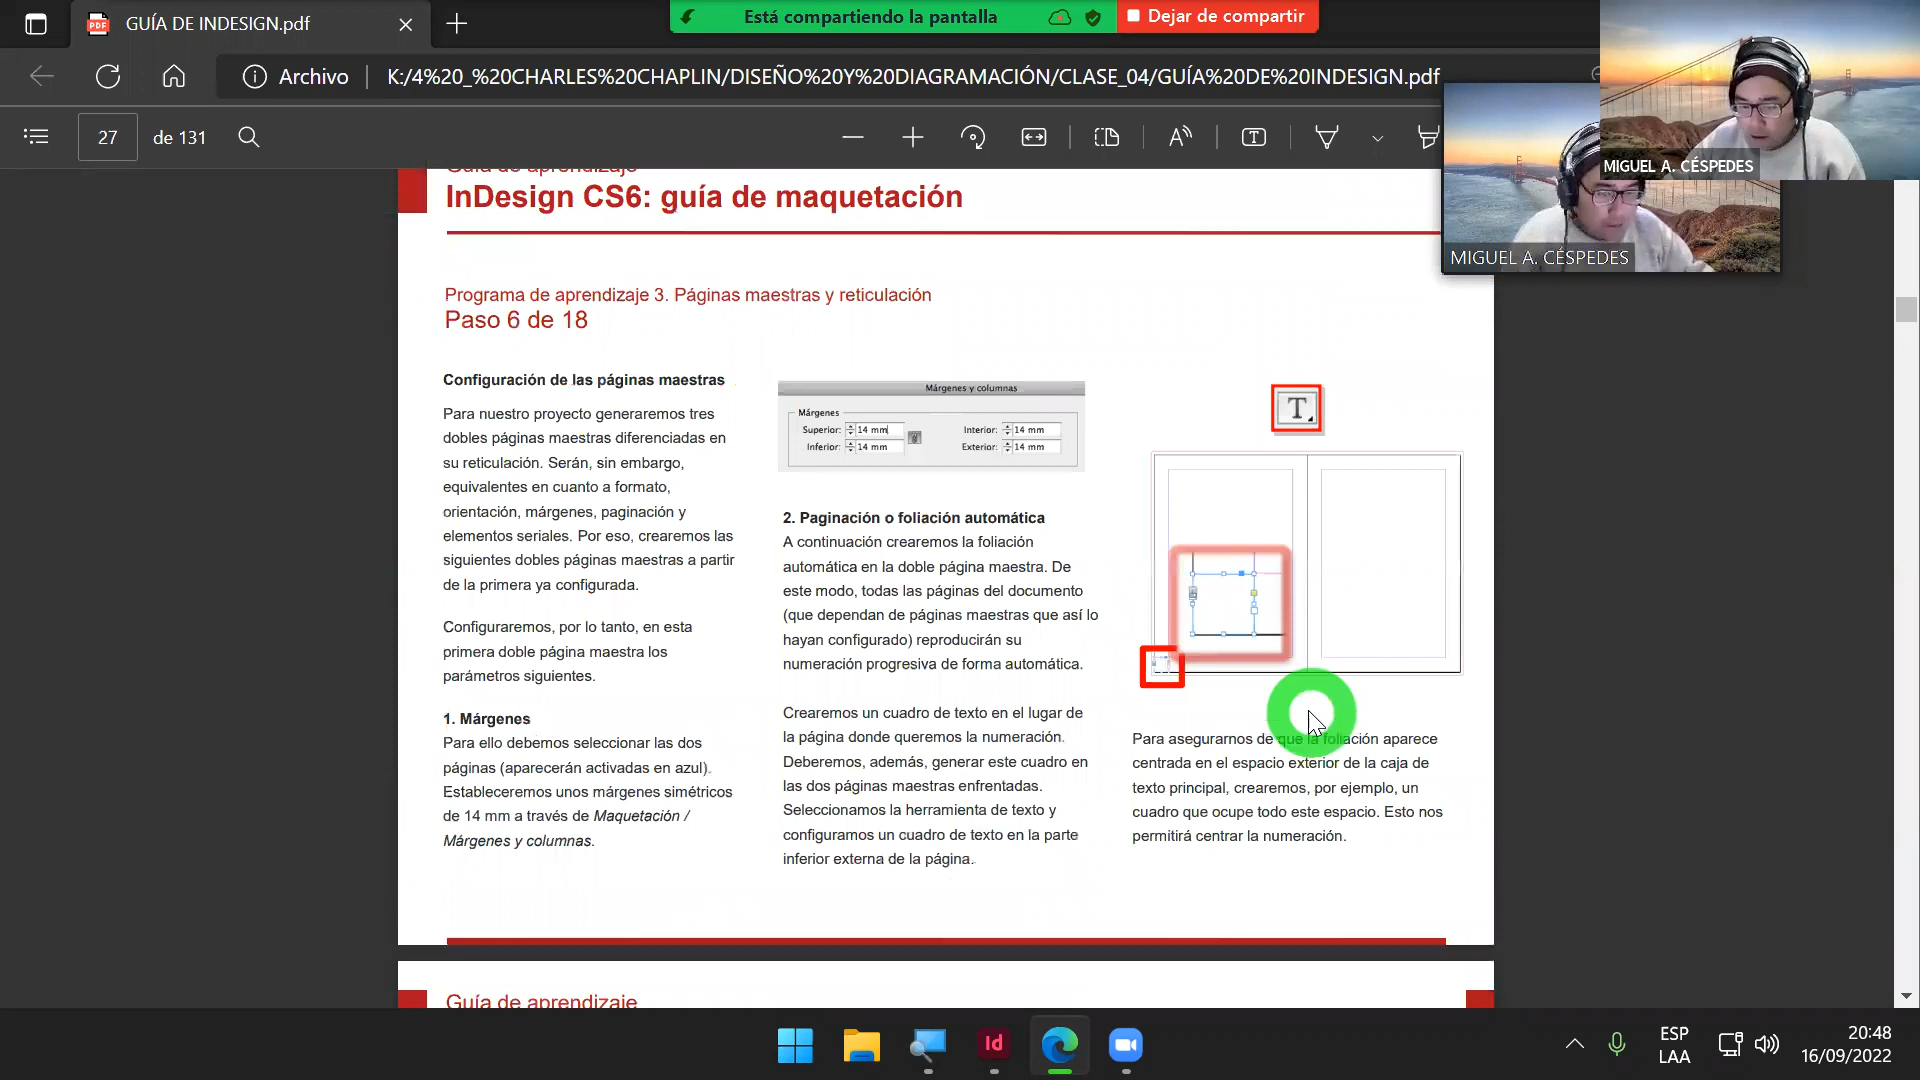 GUÍA DE INDESIGN.pdf
Está compartiendo la pantalla
Dejar de compartir
Archivo
K:/4%20_%20CHARLES%20CHAPLIN/DISEÑO%20Y%20DIAGRAMACIÓN/CLASE_04/GUÍA%20DE%20INDESIGN.pdf
27 de 131
MIGUEL A. CÉSPEDES
MIGUEL A. CÉSPEDES
Guía de aprendizaje
InDesign CS6: guía de maquetación
Programa de aprendizaje 3. Páginas maestras y reticulación
Paso 6 de 18
Configuración de las páginas maestras
Para nuestro proyecto generaremos tres
dobles páginas maestras diferenciadas en
su reticulación. Serán, sin embargo,
equivalentes en cuanto a formato,
orientación, márgenes, paginación y
elementos seriales. Por eso, crearemos las
siguientes dobles páginas maestras a partir
de la primera ya configurada.
Configuraremos, por lo tanto, en esta
primera doble página maestra los
parámetros siguientes.
1. Márgenes
Para ello debemos seleccionar las dos
páginas (aparecerán activadas en azul).
Estableceremos unos márgenes simétricos
de 14 mm a través de Maquetación /
Márgenes y columnas.
Márgenes y columnas
Márgenes
Superior: 14 mm
Interior: 14 mm
Inferior: 14 mm
Exterior: 14 mm
2. Paginación o foliación automática
A continuación crearemos la foliación
automática en la doble página maestra. De
este modo, todas las páginas del documento
(que dependan de páginas maestras que así lo
hayan configurado) reproducirán su
numeración progresiva de forma automática.
Crearemos un cuadro de texto en el lugar de
la página donde queremos la numeración.
Deberemos, además, generar este cuadro en
las dos páginas maestras enfrentadas.
Seleccionamos la herramienta de texto y
configuramos un cuadro de texto en la parte
inferior externa de la página.
T
Para asegurarnos de que la foliación aparece
centrada en el espacio exterior de la caja de
texto principal, crearemos, por ejemplo, un
cuadro que ocupe todo este espacio. Esto nos
permitirá centrar la numeración.
Guía de aprendizaje
Id
ESP
LAA
20:48
16/09/2022